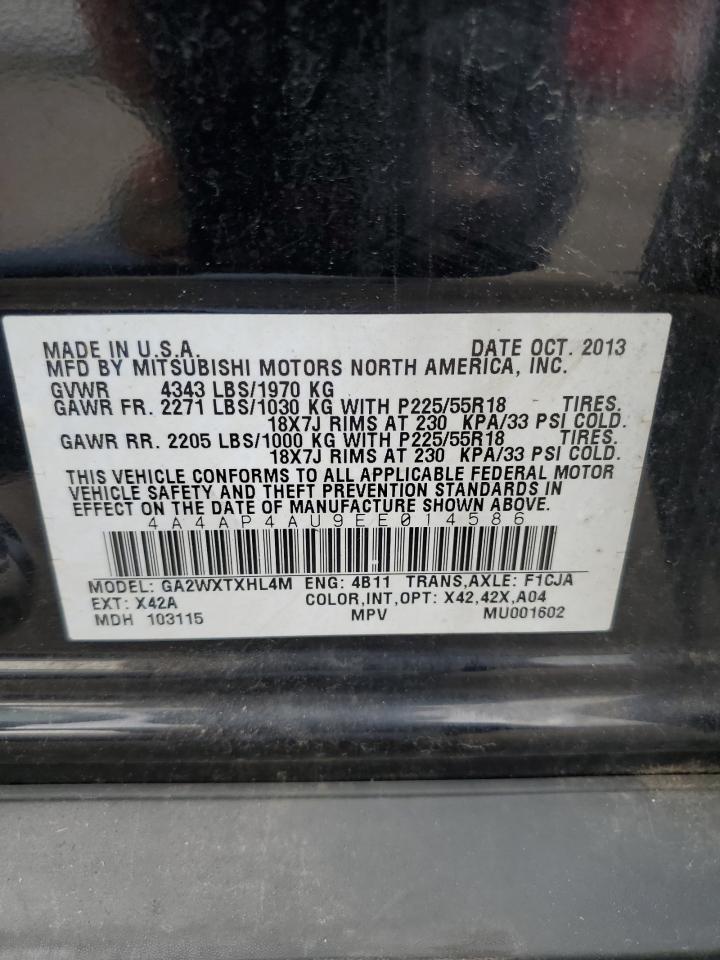 MADE IN U.S.A. DATE OCT. 2013
MFD BY MITSUBISHI MOTORS NORTH AMERICA, INC.
GVWR 4343 LBS/1970 KG
GAWR FR. 2271 LBS/1030 KG WITH P225/55R18 TIRES.
18X7J RIMS AT 230 KPA/33 PSI COLD.
GAWR RR. 2205 LBS/1000 KG WITH P225/55R18 TIRES.
18X7J RIMS AT 230 KPA/33 PSI COLD.
THIS VEHICLE CONFORMS TO ALL APPLICABLE FEDERAL MOTOR
VEHICLE SAFETY AND THEFT PREVENTION STANDARDS IN
EFFECT ON THE DATE OF MANUFACTURE SHOWN ABOVE.
4A4AP4AU9EE014586
MODEL: GA2WXTXHL4M ENG: 4B11 TRANS,AXLE: F1CJA
EXT: X42A COLOR,INT,OPT: X42,42X,A04
MDH 103115 MPV MU001602